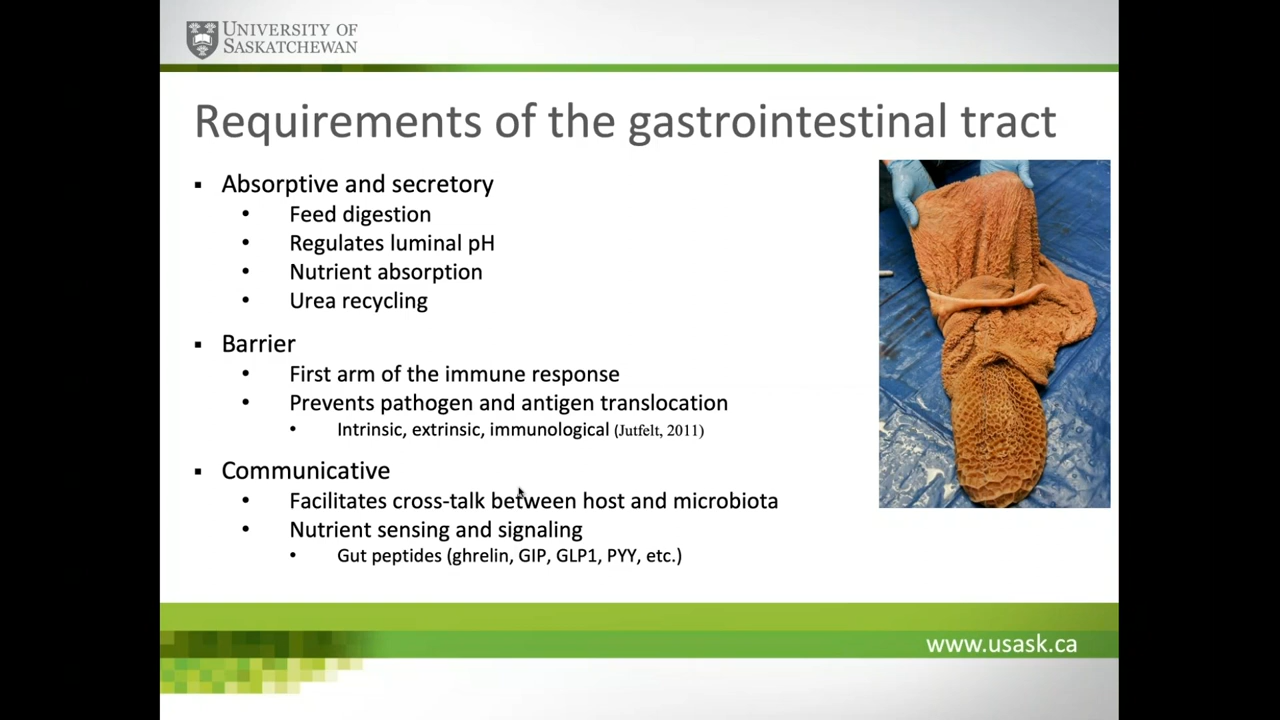 UNIVERSITY OF
SASKATCHEWAN
Requirements of the gastrointestinal tract
▪ Absorptive and secretory
• Feed digestion
• Regulates luminal pH
• Nutrient absorption
• Urea recycling
▪ Barrier
• First arm of the immune response
• Prevents pathogen and antigen translocation
• Intrinsic, extrinsic, immunological (Jutfelt, 2011)
▪ Communicative
• Facilitates cross-talk between host and microbiota
• Nutrient sensing and signaling
• Gut peptides (ghrelin, GIP, GLP1, PYY, etc.)
www.usask.ca